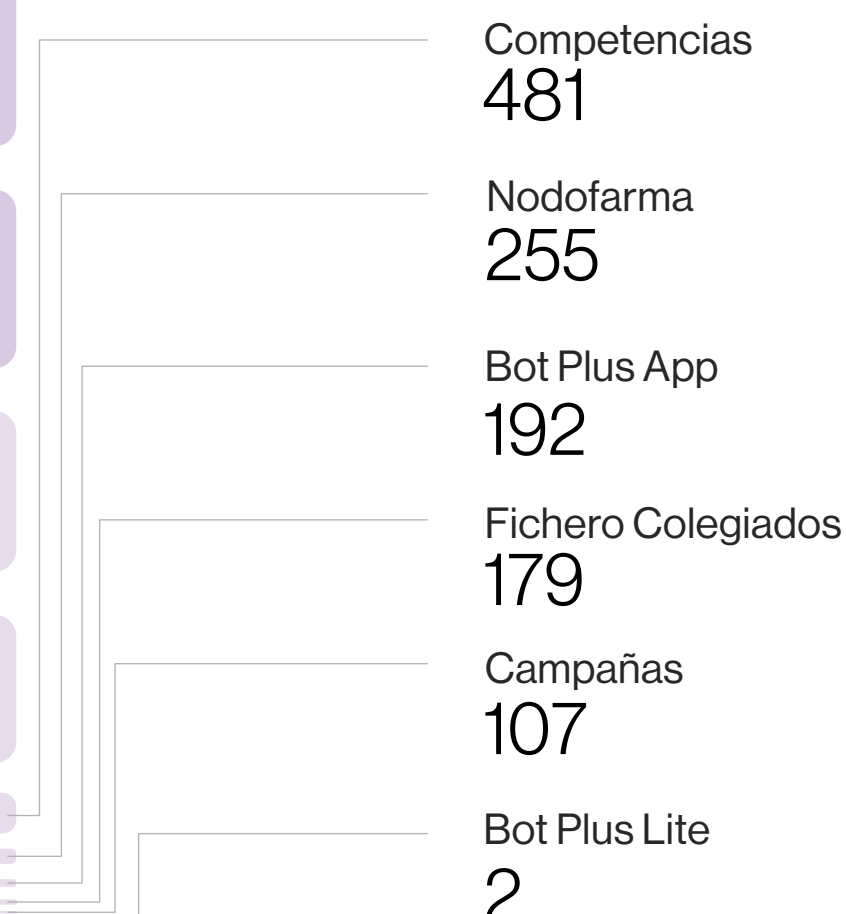 Competencias
481
Nodofarma
255
Bot Plus App
192
Fichero Colegiados
179
Campañas
107
Bot Plus Lite
2